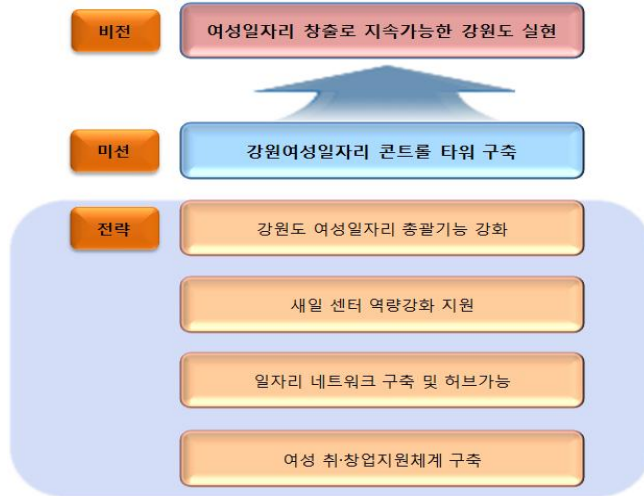 비전
여성일자리 창출로 지속가능한 강원도 실현
미션
강원여성일자리 콘트롤 타워 구축
전략
강원도 여성일자리 총괄기능 강화
새일 센터 역량강화 지원
일자리 네트워크 구축 및 허브가능
여성 취·창업지원체계 구축